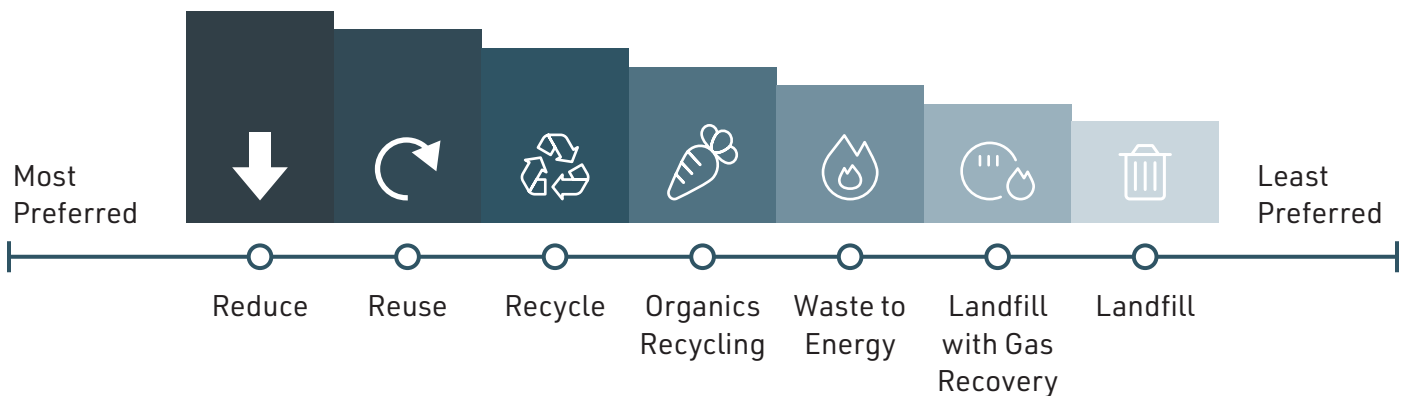 Most
Preferred
Least
Preferred
Reduce
Reuse
Recycle
Organics
Recycling
Waste to
Energy
Landfill
with Gas
Recovery
Landfill